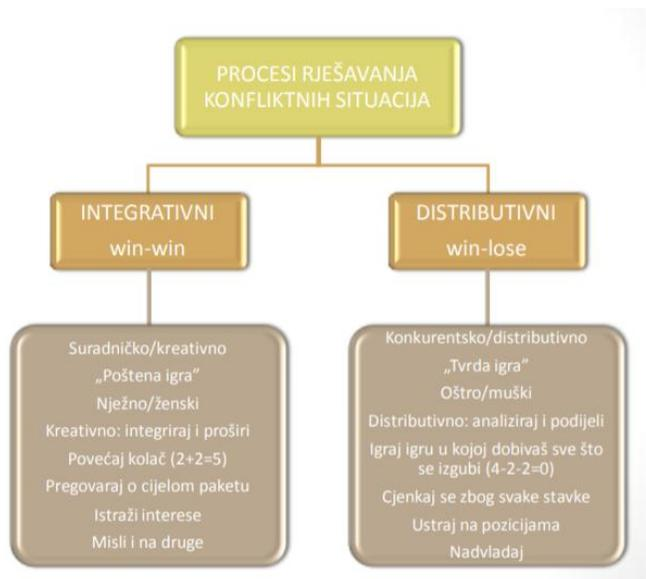 PROCESI RJEŠAVANJA
KONFLIKTNIH SITUACIJA
INTEGRATIVNI
win-win
Suradničko/kreativno
„Poštena igra”
Nježno/ženski
Kreativno: integriraj i proširi
Povećaj kolač (2+2=5)
Pregovaraj o cijelom paketu
Istraži interese
Misli i na druge
DISTRIBUTIVNI
win-lose
Konkurentsko/distributivno
„Tvrda igra”
Oštro/muški
Distributivno: analiziraj i podijeli
Igraj igru u kojoj dobivaš sve što
se izgubi (4-2-2=0)
Cjenkaj se zbog svake stavke
Ustraj na pozicijama
Nadvladaj